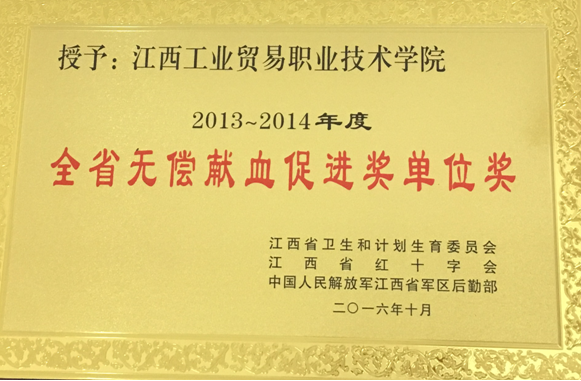 授予：江西工业贸易职业技术学院
2013~2014年度
全省无偿献血促进奖单位奖
江西省卫生和计划生育委员会
江西省红十字会
中国人民解放军江西省军区后勤部
二〇一六年十月